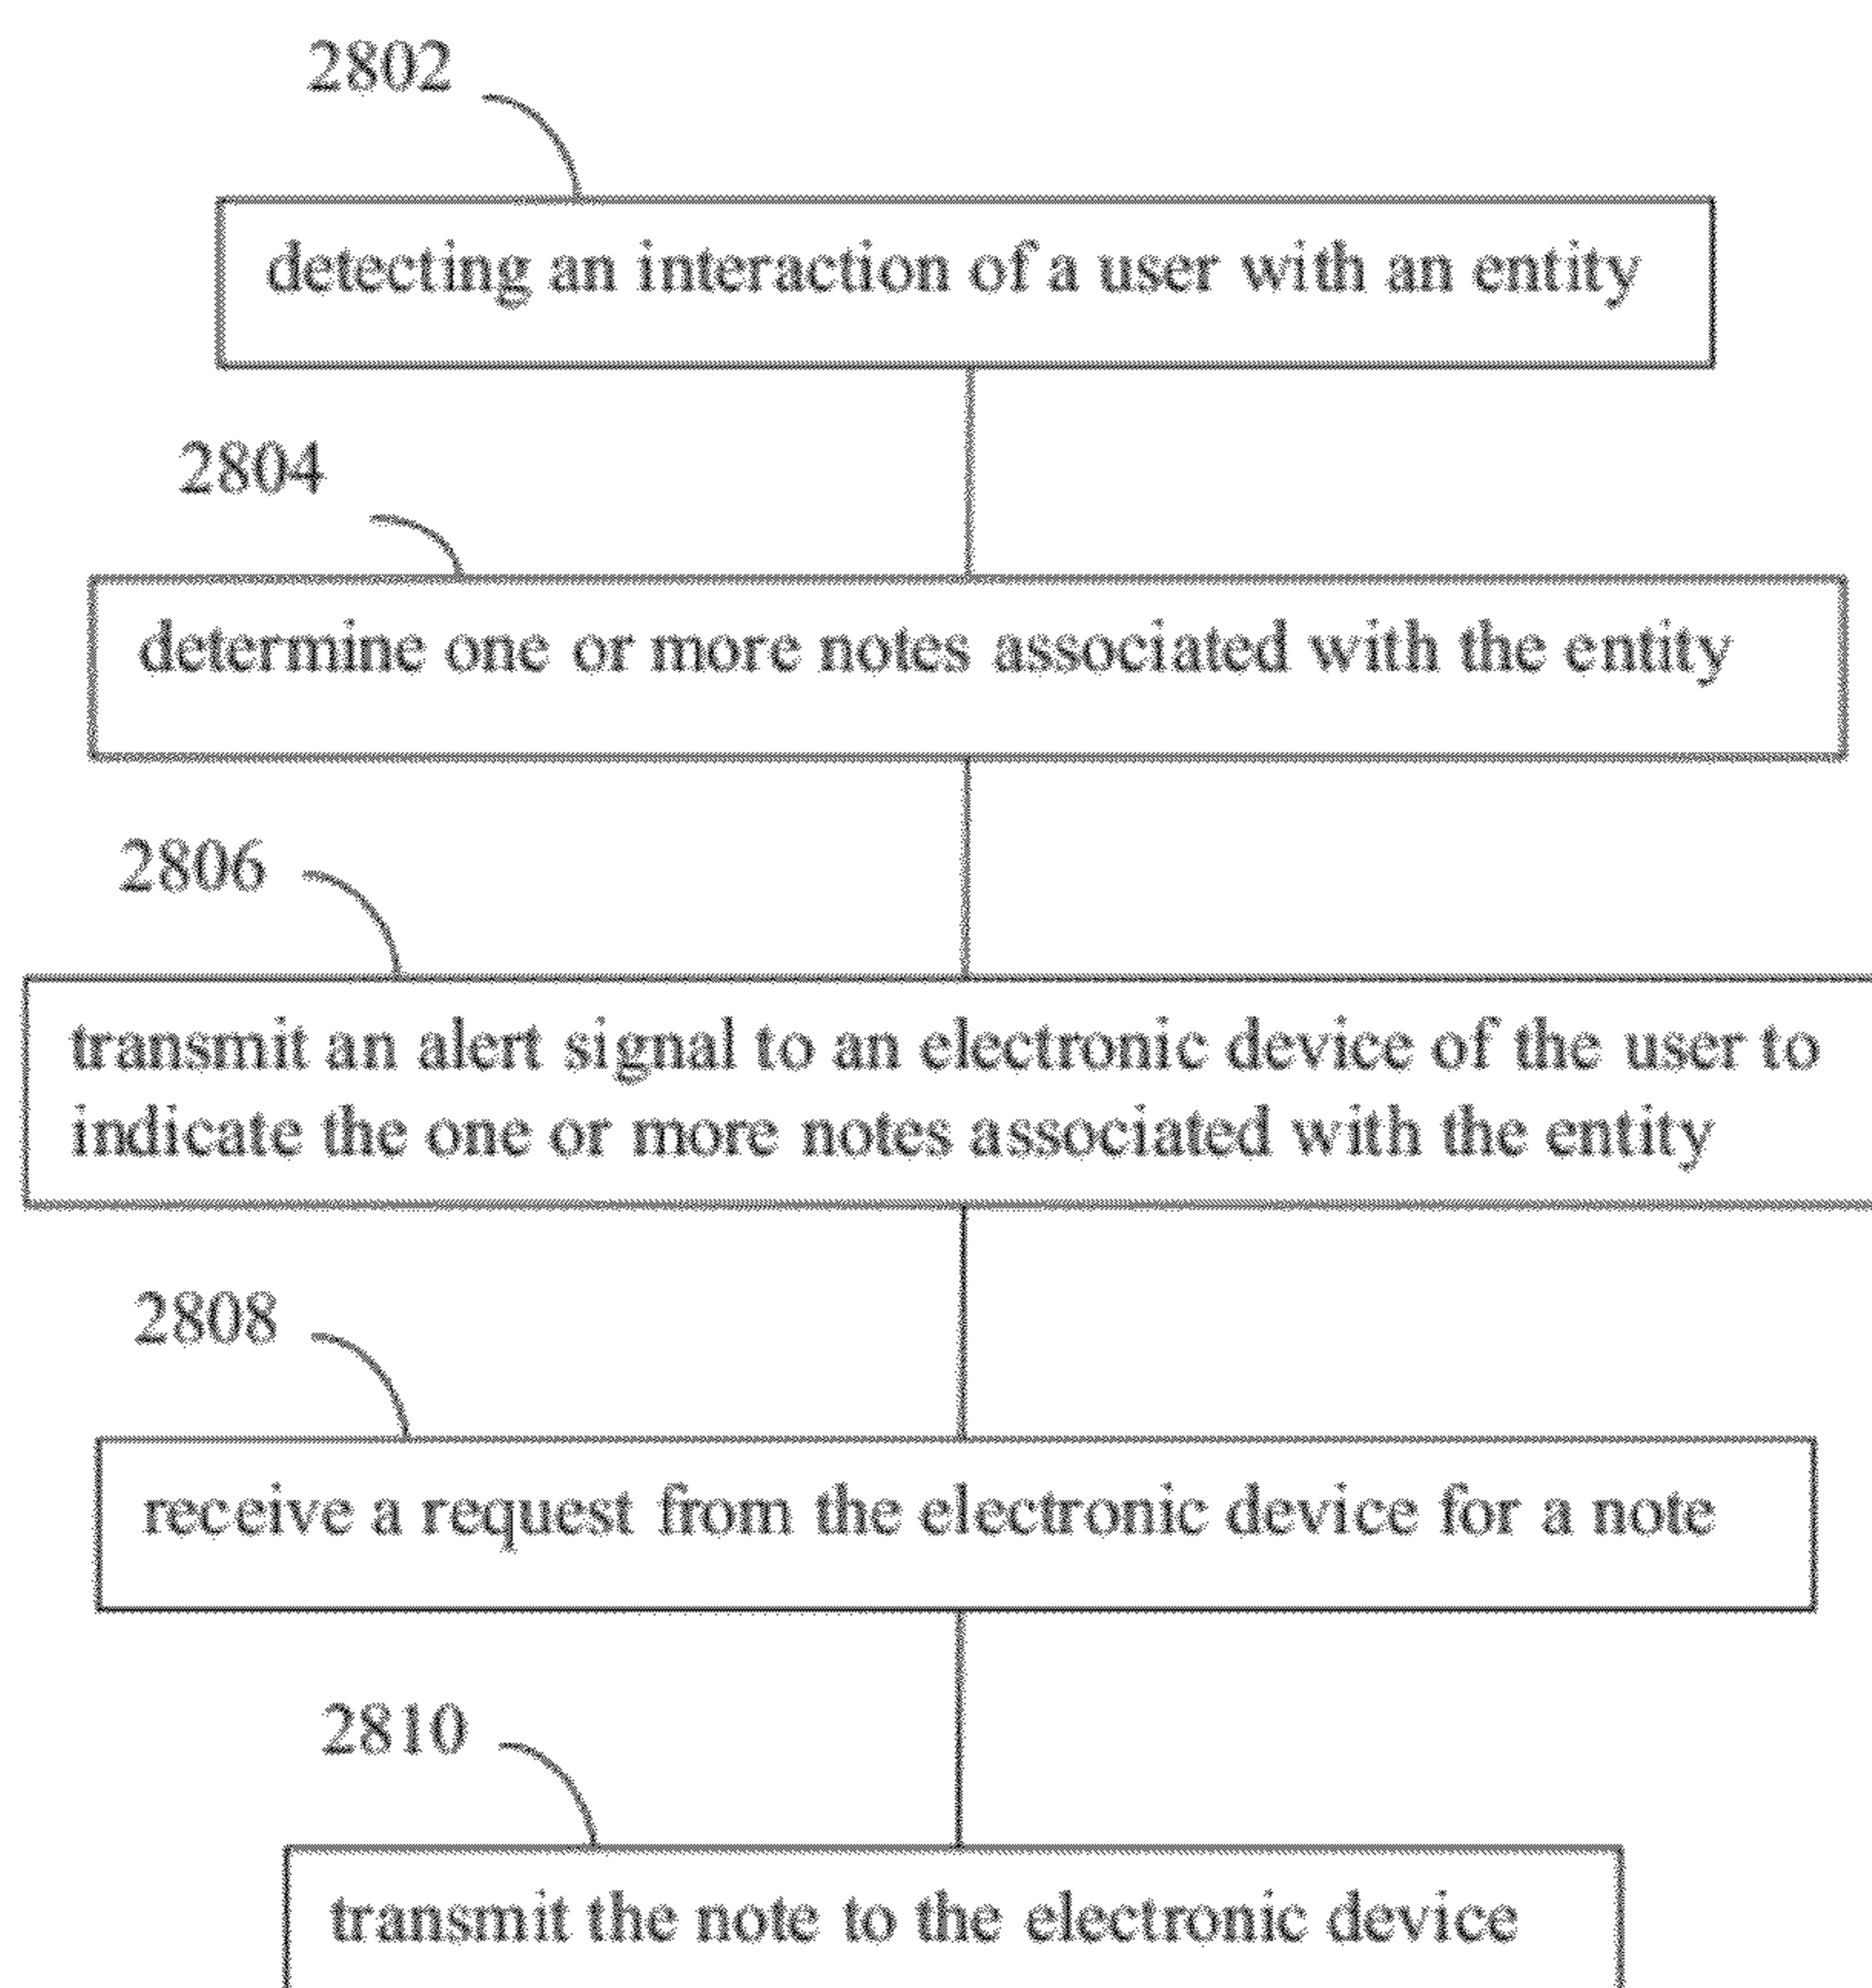 2802
detecting an interaction of a user with an entity
2804
determine one or more notes associated with the entity
2806
transmit an alert signal to an electronic device of the user to
indicate the one or more notes associated with the entity
2808
receive a request from the electronic device for a note
2810
transmit the note to the electronic device